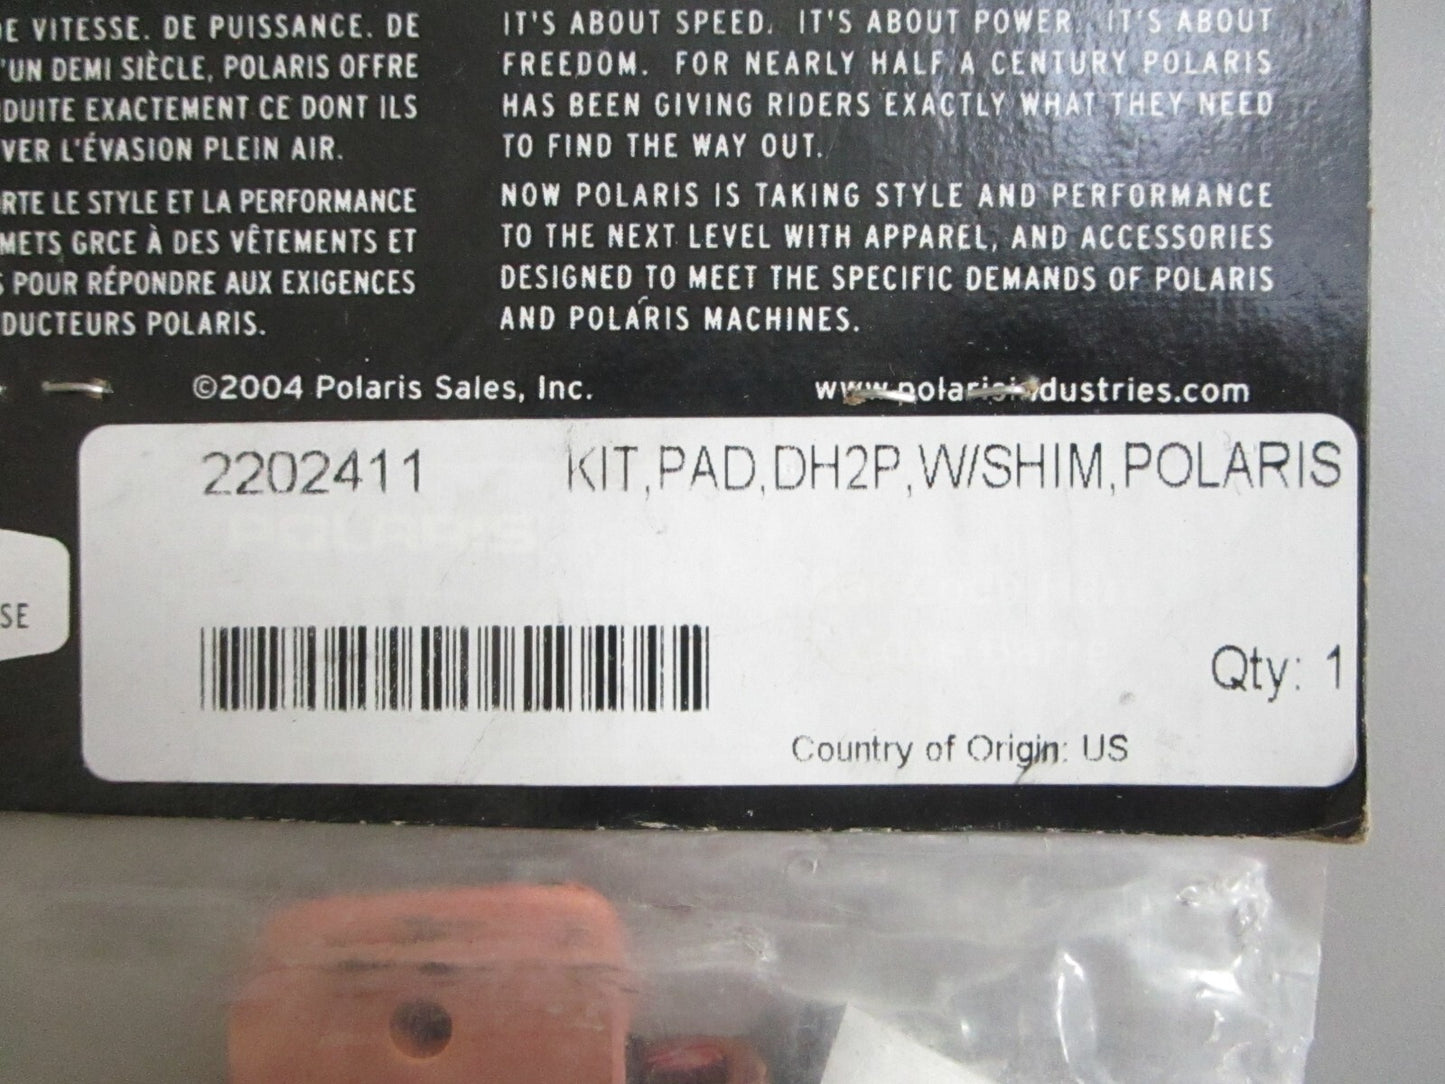 DE VITESSE. DE PUISSANCE. DE
'UN DEMI SIÈCLE, POLARIS OFFRE
DUITE EXACTEMENT CE DONT ILS
VER L'ÉVASION PLEIN AIR.
RTE LE STYLE ET LA PERFORMANCE
METS GRCE À DES VÊTEMENTS ET
S POUR RÉPONDRE AUX EXIGENCES
DUCTEURS POLARIS.
IT'S ABOUT SPEED. IT'S ABOUT POWER. IT'S ABOUT
FREEDOM. FOR NEARLY HALF A CENTURY POLARIS
HAS BEEN GIVING RIDERS EXACTLY WHAT THEY NEED
TO FIND THE WAY OUT.
NOW POLARIS IS TAKING STYLE AND PERFORMANCE
TO THE NEXT LEVEL WITH APPAREL, AND ACCESSORIES
DESIGNED TO MEET THE SPECIFIC DEMANDS OF POLARIS
AND POLARIS MACHINES.
©2004 Polaris Sales, Inc.
www.polarisindustries.com
2202411 KIT,PAD,DH2P,W/SHIM,POLARIS
POLARIS
SE
Qty: 1
Country of Origin: US